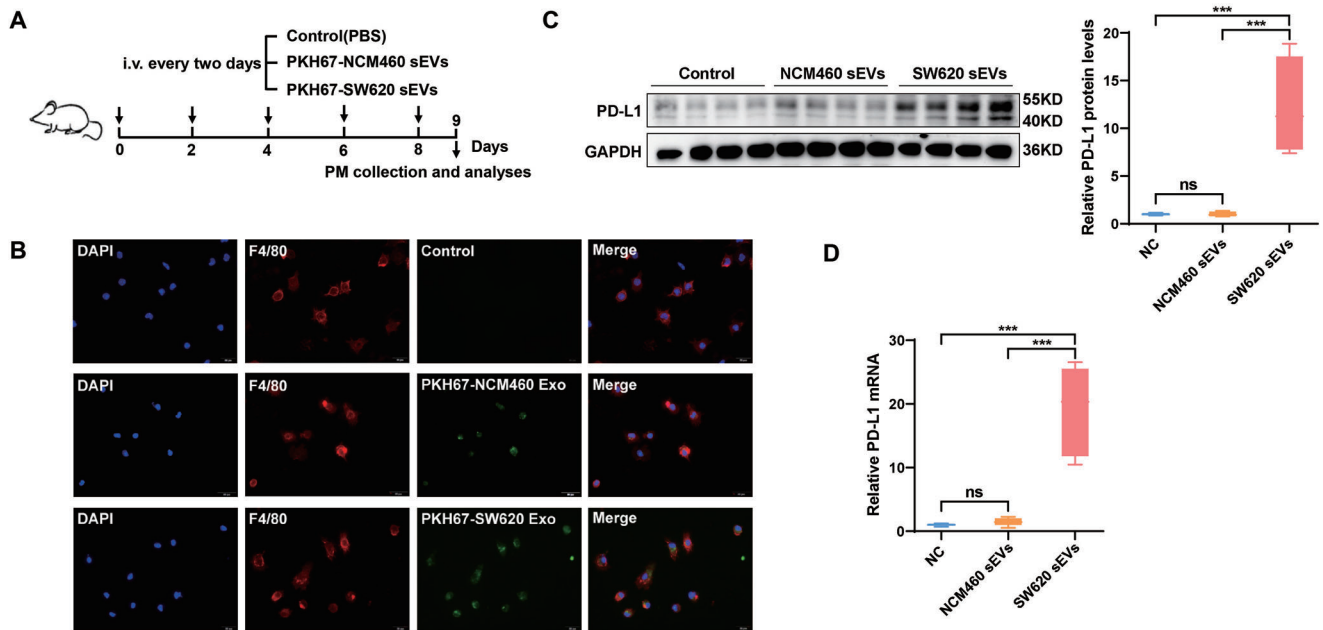 A
Control(PBS)
i.v. every two days
PKH67-NCM460 sEVs
PKH67-SW620 sEVs
0 2 4 6 8 9 Days
PM collection and analyses
B
DAPI F4/80 Control Merge
DAPI F4/80 PKH67-NCM460 Exo Merge
DAPI F4/80 PKH67-SW620 Exo Merge
C
Control NCM460 sEVs SW620 sEVs
PD-L1
55KD
40KD
GAPDH
36KD
Relative PD-L1 protein levels
20
15
10
5
0
***
***
ns
NC
NCM460 sEVs
SW620 sEVs
D
Relative PD-L1 mRNA
30
20
10
0
***
***
ns
NC
NCM460 sEVs
SW620 sEVs